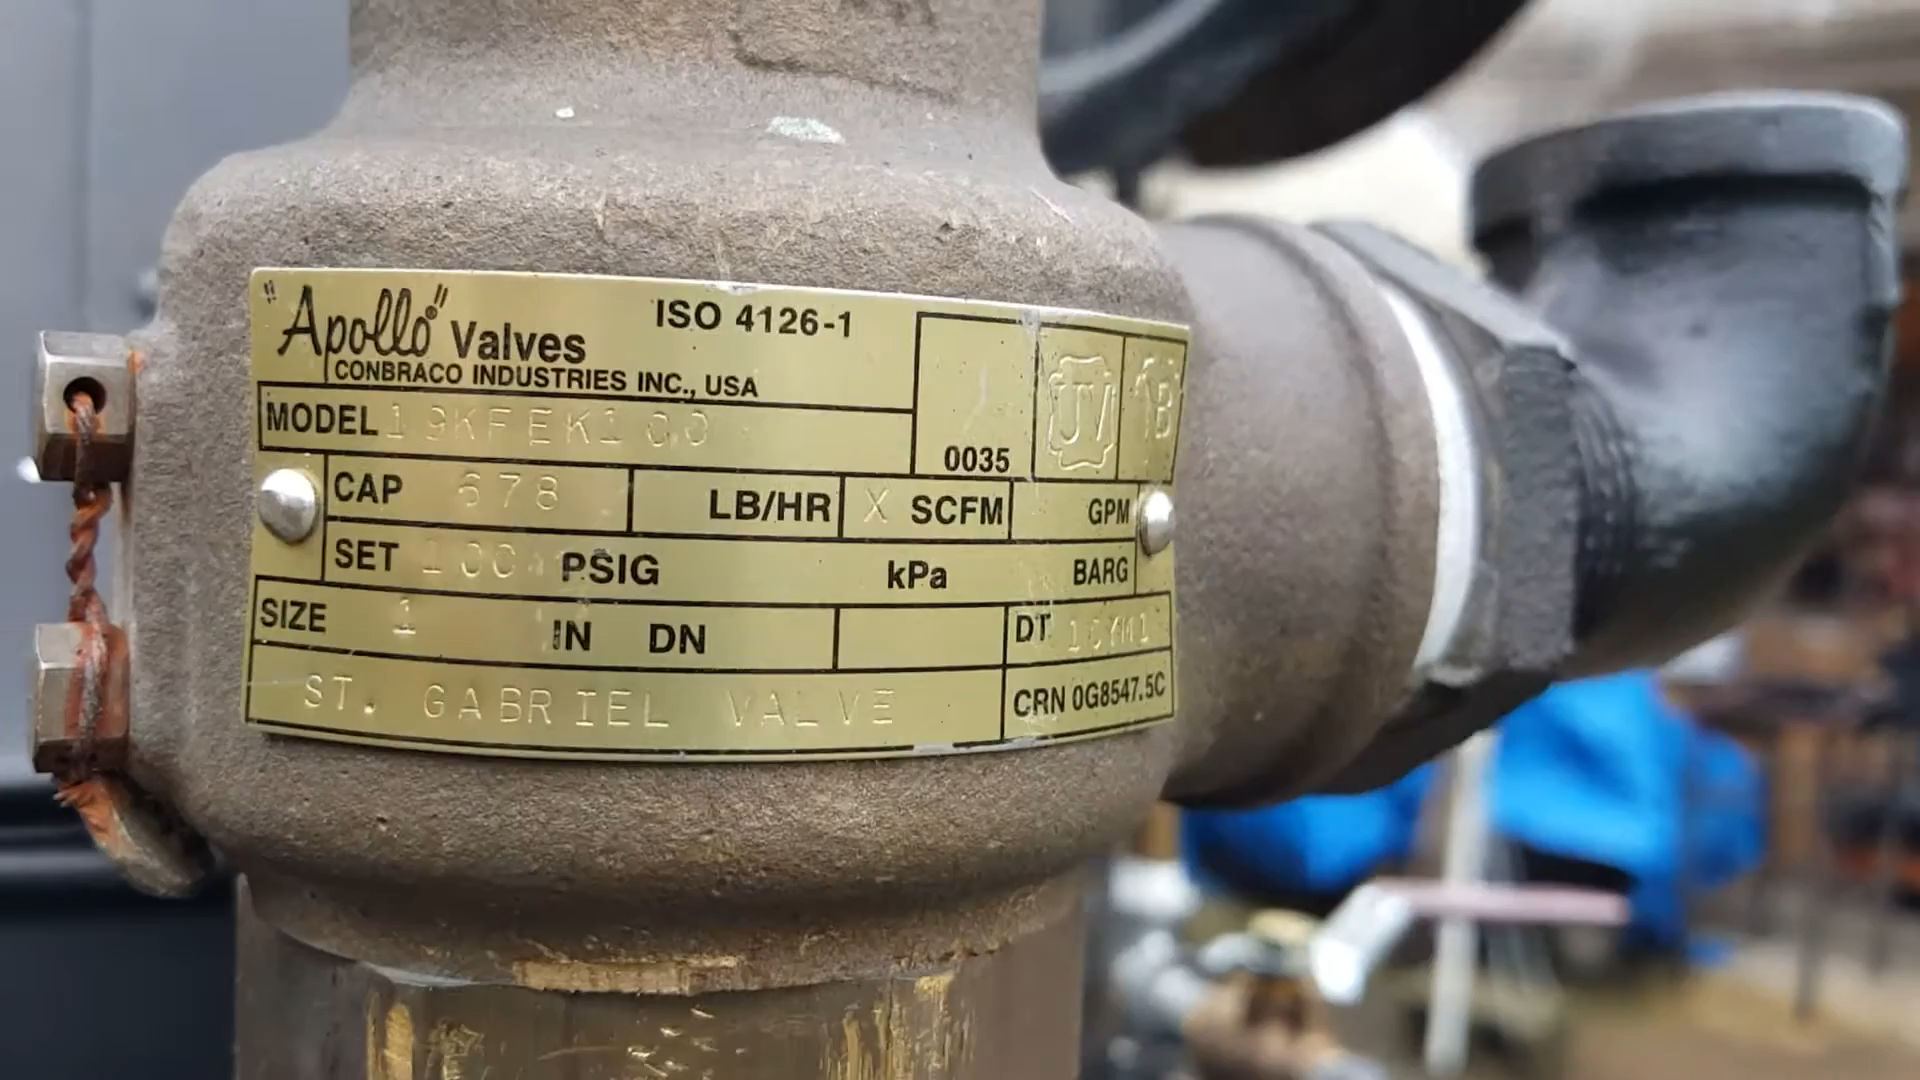 "Apollo" Valves
ISO 4126-1
CONBRACO INDUSTRIES INC., USA
MODEL 19KFEK100
0035
UV
CAP 678 LB/HR X SCFM GPM
SET 100 PSIG kPa BARG
SIZE 1 IN DN
DT
ST. GABRIEL VALVE
CRN 0G8547.5C